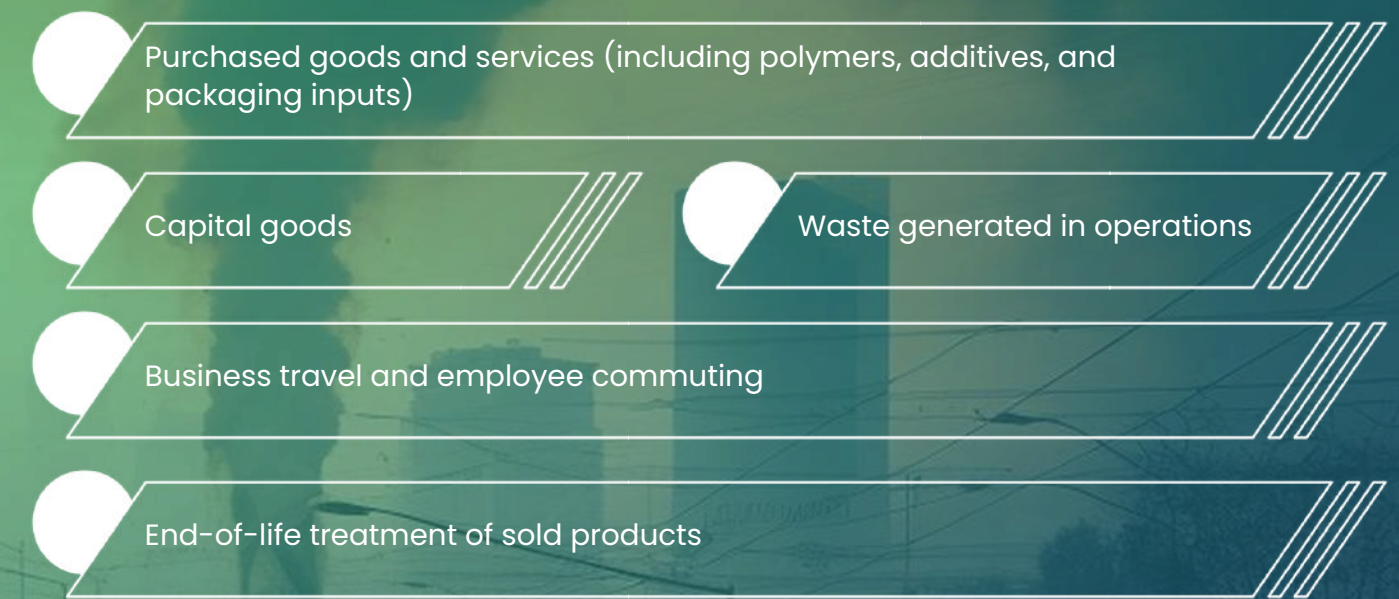 Purchased goods and services (including polymers, additives, and
packaging inputs)
Capital goods
Waste generated in operations
Business travel and employee commuting
End-of-life treatment of sold products